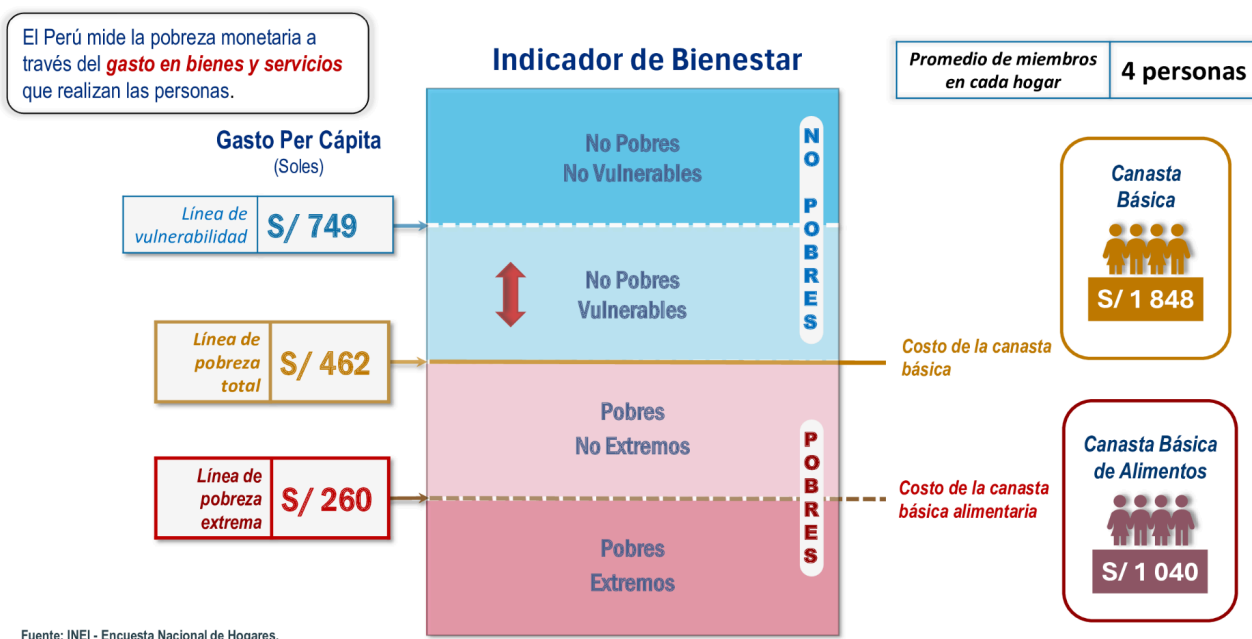 El Perú mide la pobreza monetaria a
través del gasto en bienes y servicios
que realizan las personas.
Indicador de Bienestar
Promedio de miembros
en cada hogar
4 personas
Gasto Per Cápita
(Soles)
Línea de
vulnerabilidad
S/ 749
Línea de
pobreza
total
S/ 462
Línea de
pobreza
extrema
S/ 260
No Pobres
No Vulnerables
No Pobres
Vulnerables
NO POBRES
Pobres
No Extremos
Pobres
Extremos
POBRES
Costo de la canasta
básica
Costo de la canasta
básica alimentaria
Canasta
Básica
S/ 1 848
Canasta Básica
de Alimentos
S/ 1 040
Fuente: INEI - Encuesta Nacional de Hogares.